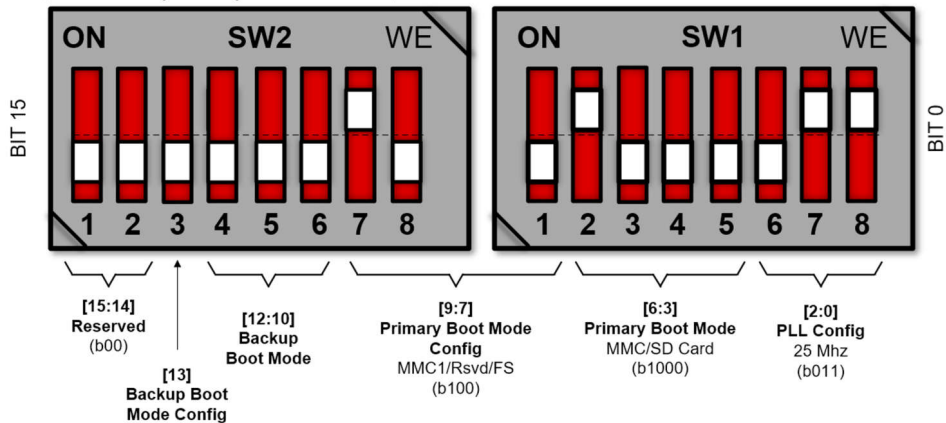 ON SW2 WE
ON SW1 WE
BIT 15
BIT 0
1 2 3 4 5 6 7 8
1 2 3 4 5 6 7 8
[15:14]
Reserved
(b00)
[13]
Backup Boot
Mode Config
[12:10]
Backup
Boot Mode
[9:7]
Primary Boot Mode
Config
MMC1/Rsvd/FS
(b100)
[6:3]
Primary Boot Mode
MMC/SD Card
(b1000)
[2:0]
PLL Config
25 Mhz
(b011)